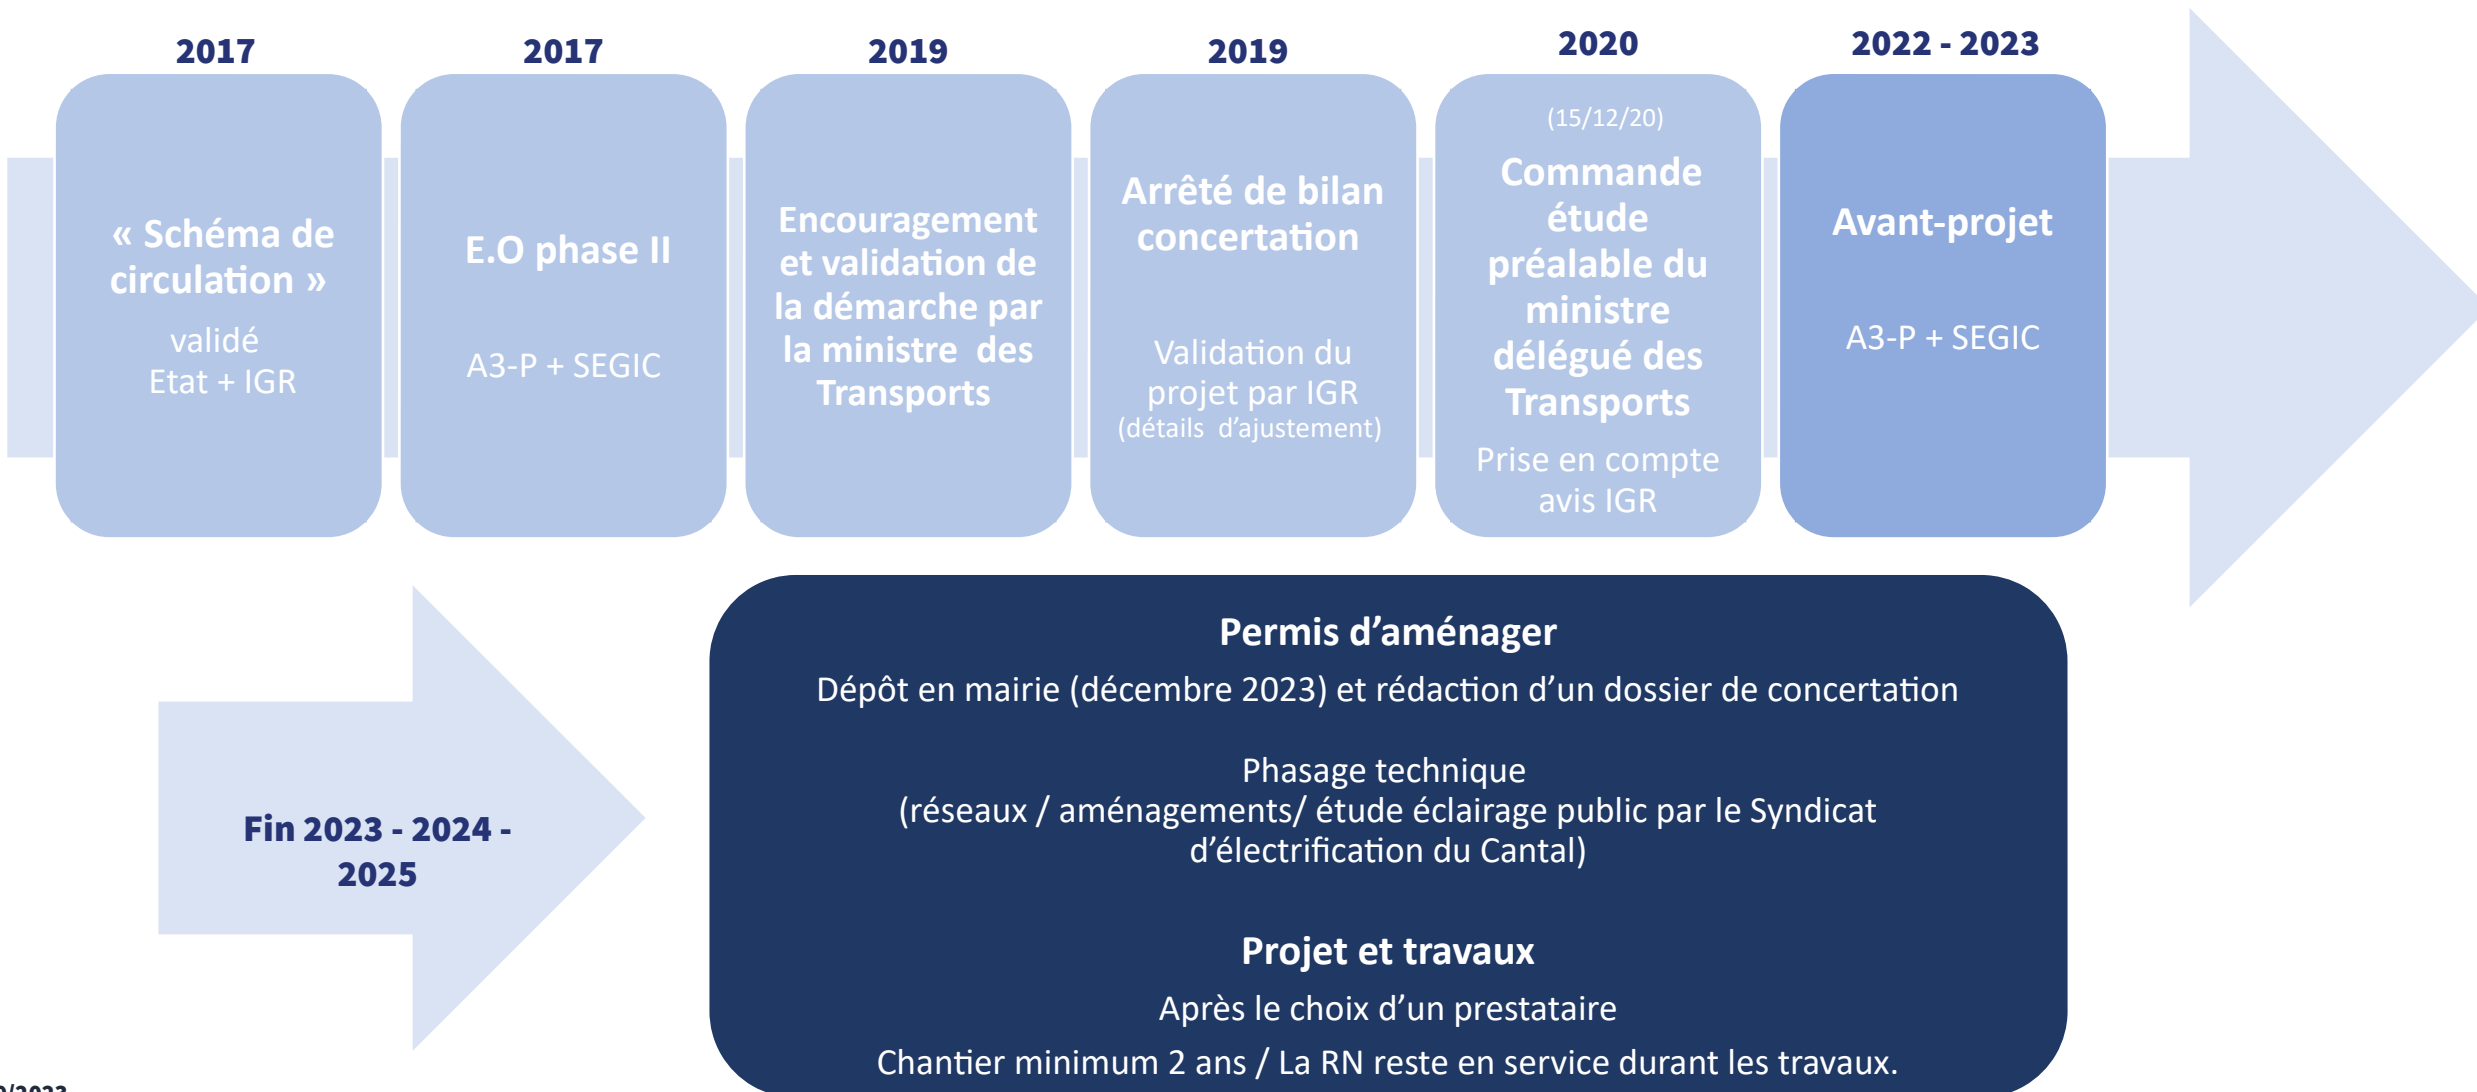 2017
« Schéma de
circulation »
validé
Etat + IGR
2017
E.O phase II
A3-P + SEGIC
2019
Encouragement
et validation de
la démarche par
la ministre des
Transports
2019
Arrêté de bilan
concertation
Validation du
projet par IGR
(détails d’ajustement)
2020
(15/12/20)
Commande
étude
préalable du
ministre
délégué des
Transports
Prise en compte
avis IGR
2022 - 2023
Avant-projet
A3-P + SEGIC
Fin 2023 - 2024 -
2025
Permis d’aménager
Dépôt en mairie (décembre 2023) et rédaction d’un dossier de concertation
Phasage technique
(réseaux / aménagements/ étude éclairage public par le Syndicat
d’électrification du Cantal)
Projet et travaux
Après le choix d’un prestataire
Chantier minimum 2 ans / La RN reste en service durant les travaux.